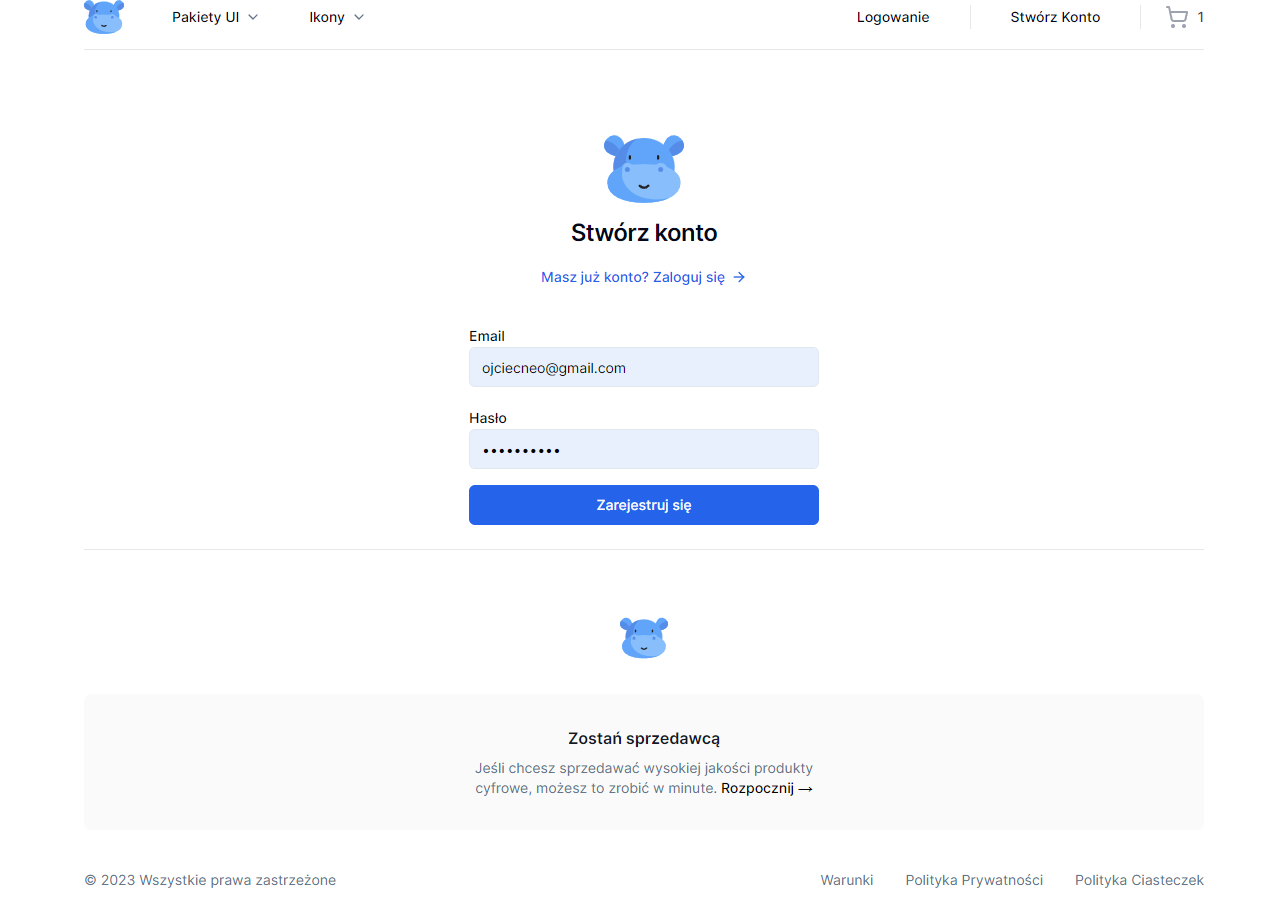 Pakiety UI
Ikony
Logowanie
Stwórz Konto
1
Stwórz konto
Masz już konto? Zaloguj się →
Email
ojciecneo@gmail.com
Hasło
••••••••••
Zarejestruj się
Zostań sprzedawcą
Jeśli chcesz sprzedawać wysokiej jakości produkty
cyfrowe, możesz to zrobić w minute. Rozpocznij →
© 2023 Wszystkie prawa zastrzeżone
Warunki
Polityka Prywatności
Polityka Ciasteczek